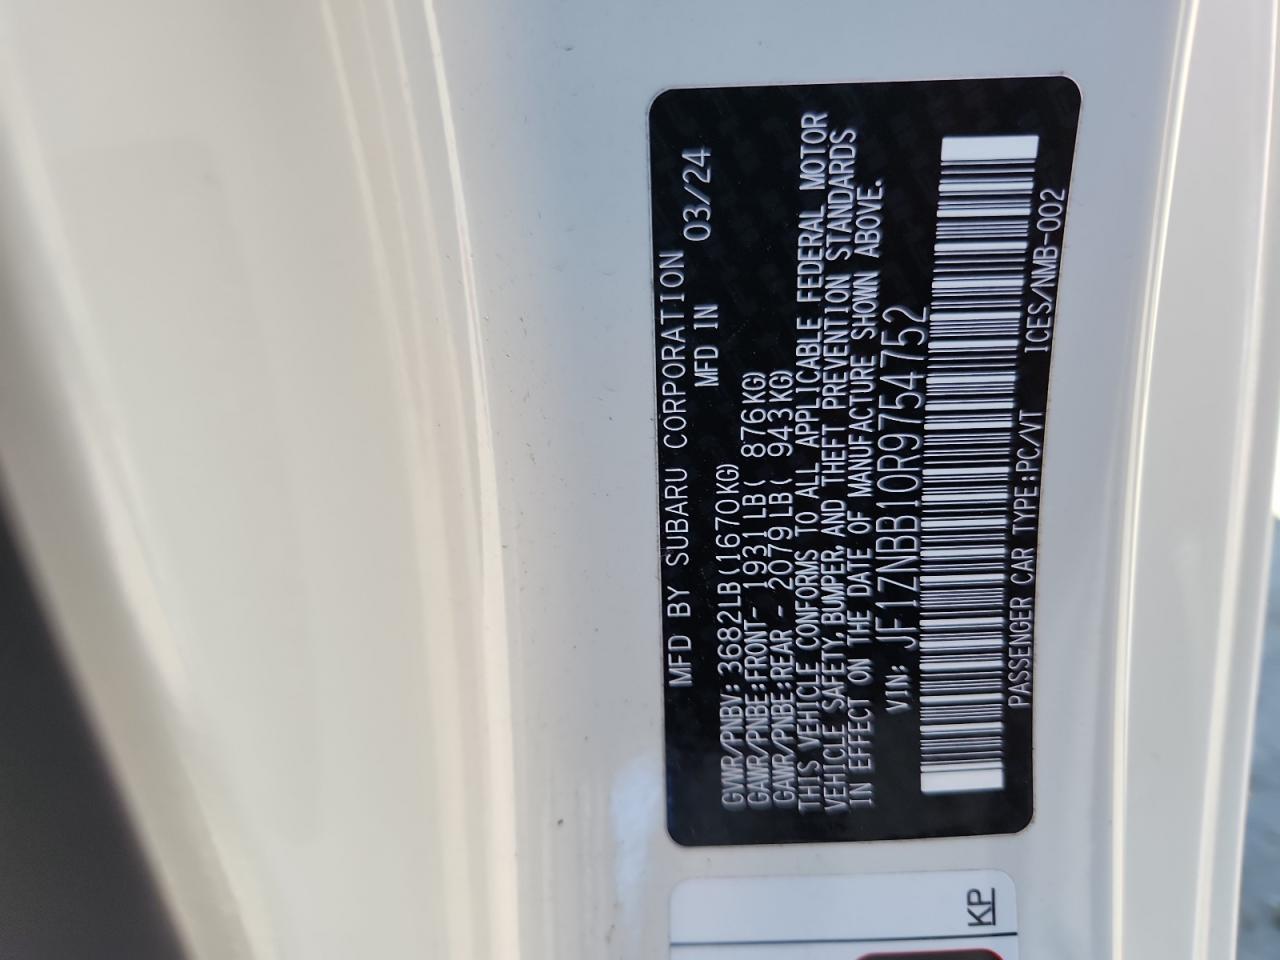 MFD BY SUBARU CORPORATION
MFD IN 03/24
GVWR/PNBV: 3682LB(1670KG)
GAWR/PNBE:FRONT- 1931LB( 876KG)
GAWR/PNBE:REAR - 2079LB( 943KG)
THIS VEHICLE CONFORMS TO ALL APPLICABLE FEDERAL MOTOR
VEHICLE SAFETY, BUMPER, AND THEFT PREVENTION STANDARDS
IN EFFECT ON THE DATE OF MANUFACTURE SHOWN ABOVE.
VIN: JF1ZNBB10R9754752
PASSENGER CAR TYPE:PC/VT ICES/NMB-002
KP